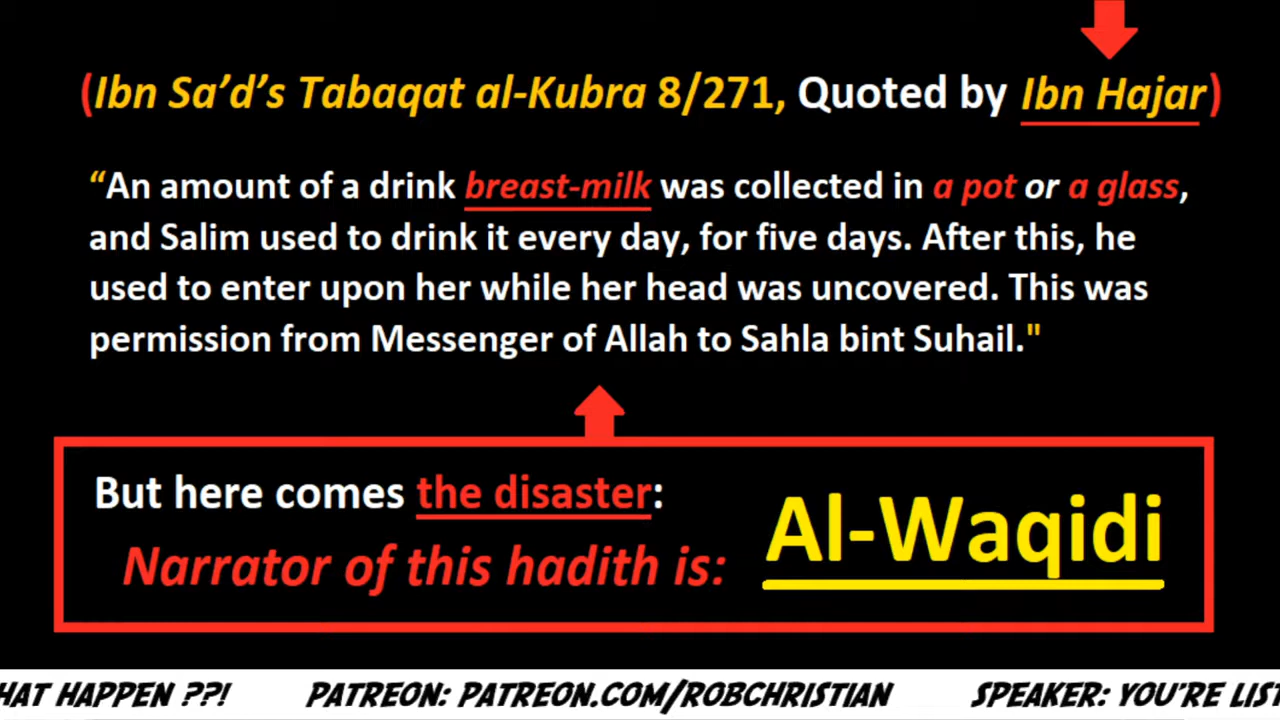 (Ibn Sa’d’s Tabaqat al-Kubra 8/271, Quoted by Ibn Hajar)
“An amount of a drink breast-milk was collected in a pot or a glass,
and Salim used to drink it every day, for five days. After this, he
used to enter upon her while her head was uncovered. This was
permission from Messenger of Allah to Sahla bint Suhail."
But here comes the disaster:
Narrator of this hadith is:
Al-Waqidi
HAT HAPPEN ??! PATREON: PATREON.COM/ROBCHRISTIAN SPEAKER: YOU'RE LIST